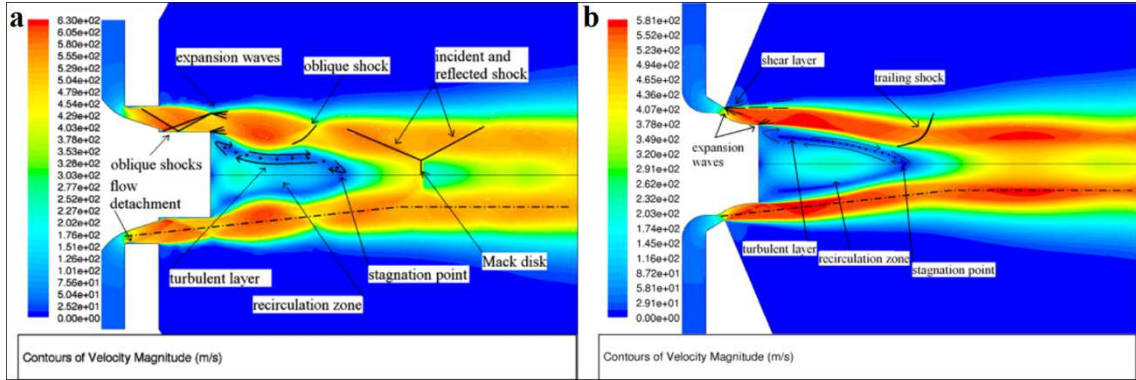 a
6.30e+02
6.05e+02
5.80e+02
5.55e+02
5.29e+02
5.04e+02
4.79e+02
4.54e+02
4.28e+02
4.03e+02
3.78e+02
3.53e+02
3.28e+02
3.03e+02
2.77e+02
2.52e+02
2.27e+02
2.02e+02
1.76e+02
1.51e+02
1.26e+02
1.01e+02
7.56e+01
5.04e+01
2.52e+01
0.00e+00
expansion waves
oblique shock
incident and
reflected shock
oblique shocks
flow
detachment
turbulent layer
recirculation zone
stagnation point
Mack disk
Contours of Velocity Magnitude (m/s)
b
5.81e+02
5.52e+02
5.23e+02
4.94e+02
4.65e+02
4.36e+02
4.07e+02
3.78e+02
3.49e+02
3.20e+02
2.91e+02
2.61e+02
2.32e+02
2.03e+02
1.74e+02
1.45e+02
1.16e+02
8.72e+01
5.81e+01
2.91e+01
0.00e+00
shear layer
trailing shock
expansion
waves
turbulent layer
recirculation zone
stagnation point
Contours of Velocity Magnitude (m/s)